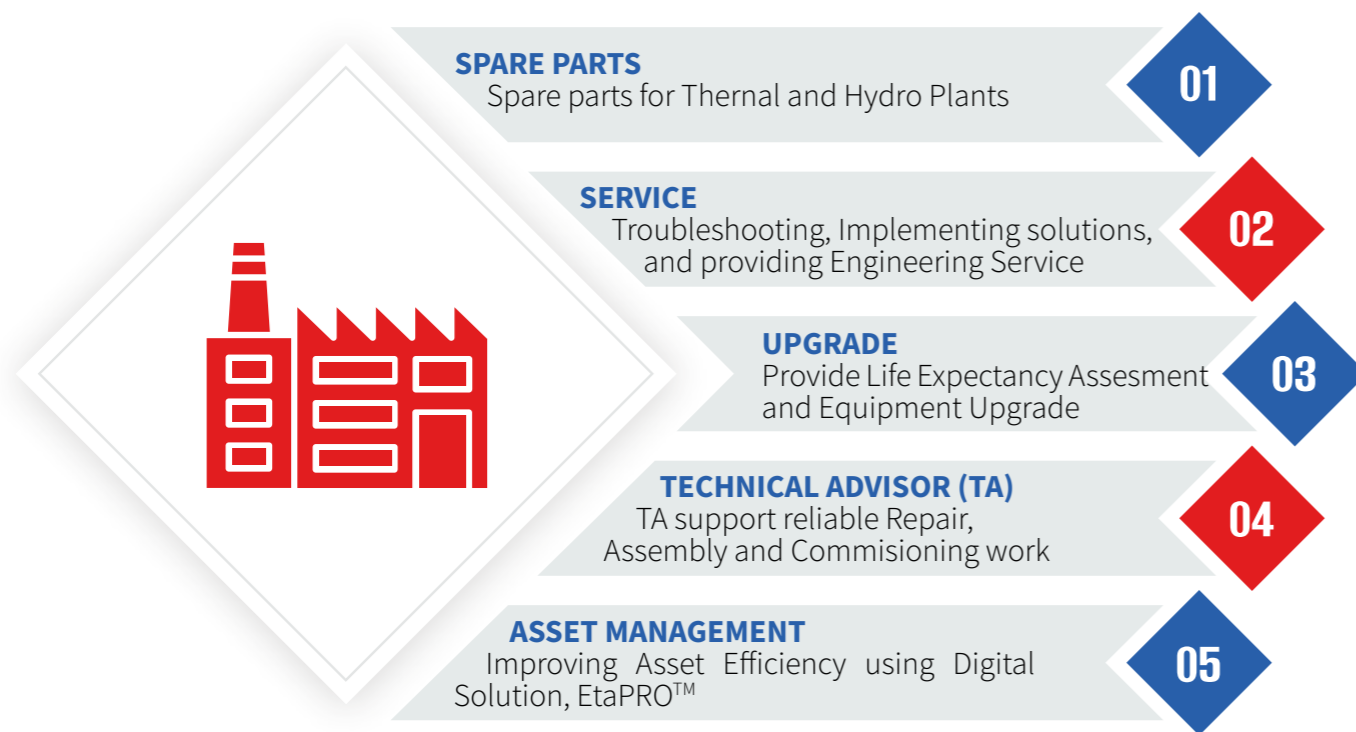 SPARE PARTS
Spare parts for Thernal and Hydro Plants
01
SERVICE
Troubleshooting, Implementing solutions,
and providing Engineering Service
02
UPGRADE
Provide Life Expectancy Assesment
and Equipment Upgrade
03
TECHNICAL ADVISOR (TA)
TA support reliable Repair,
Assembly and Commisioning work
04
ASSET MANAGEMENT
Improving Asset Efficiency using Digital
Solution, EtaPRO™
05